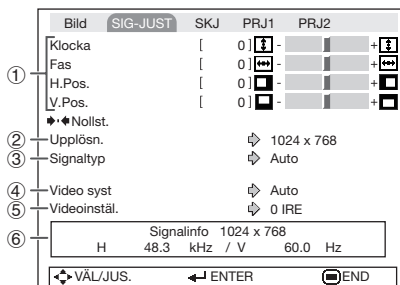 Bild SIG-JUST SKJ PRJ1 PRJ2
① Klocka [ 0 ] - +
Fas [ 0 ] - +
H.Pos. [ 0 ] - +
V.Pos. [ 0 ] - +
Nollst.
② Upplösn. 1024 x 768
③ Signaltyp Auto
④ Video syst Auto
⑤ Videoinstäl. 0 IRE
⑥ Signalinfo 1024 x 768
H 48.3 kHz / V 60.0 Hz
VÄL/JUS. ENTER END